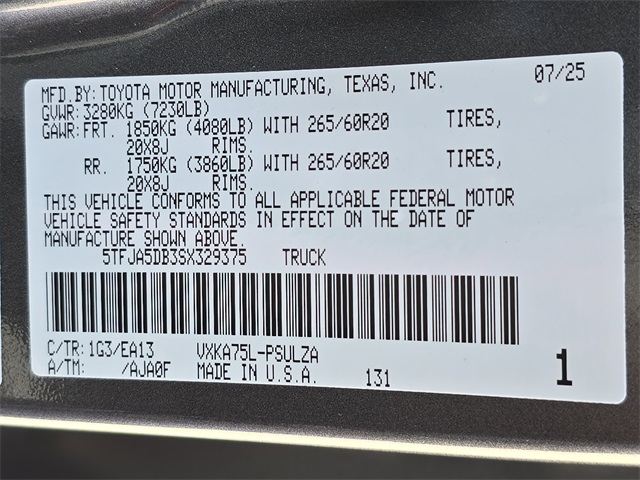 MFD.BY:TOYOTA MOTOR MANUFACTURING, TEXAS, INC. 07/25
GVWR:3280KG (7230LB)
GAWR:FRT. 1850KG (4080LB) WITH 265/60R20 TIRES,
20X8J RIMS.
RR. 1750KG (3860LB) WITH 265/60R20 TIRES,
20X8J RIMS.
THIS VEHICLE CONFORMS TO ALL APPLICABLE FEDERAL MOTOR
VEHICLE SAFETY STANDARDS IN EFFECT ON THE DATE OF
MANUFACTURE SHOWN ABOVE.
5TFJA5DB3SX329375 TRUCK
C/TR:1G3/EA13 VXKA75L-PSULZA
A/TM: /AJA0F MADE IN U.S.A. 131 1